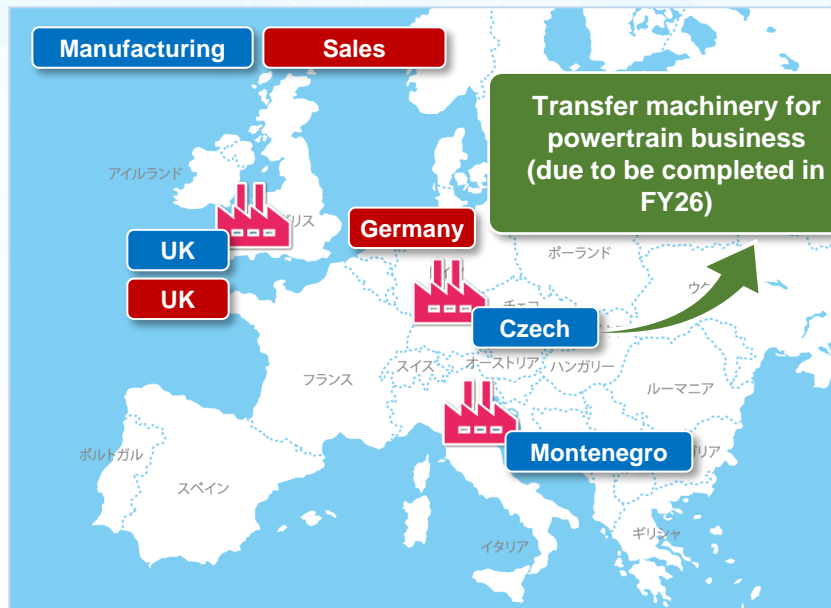 Manufacturing
Sales
Transfer machinery for
powertrain business
(due to be completed in
FY26)
アイルランド
Germany
UK
ポーランド
UK
Czech
スイス
オーストリア
ハンガリー
フランス
ルーマニア
Montenegro
ポルトガル
スペイン
イタリア
ギリシャ